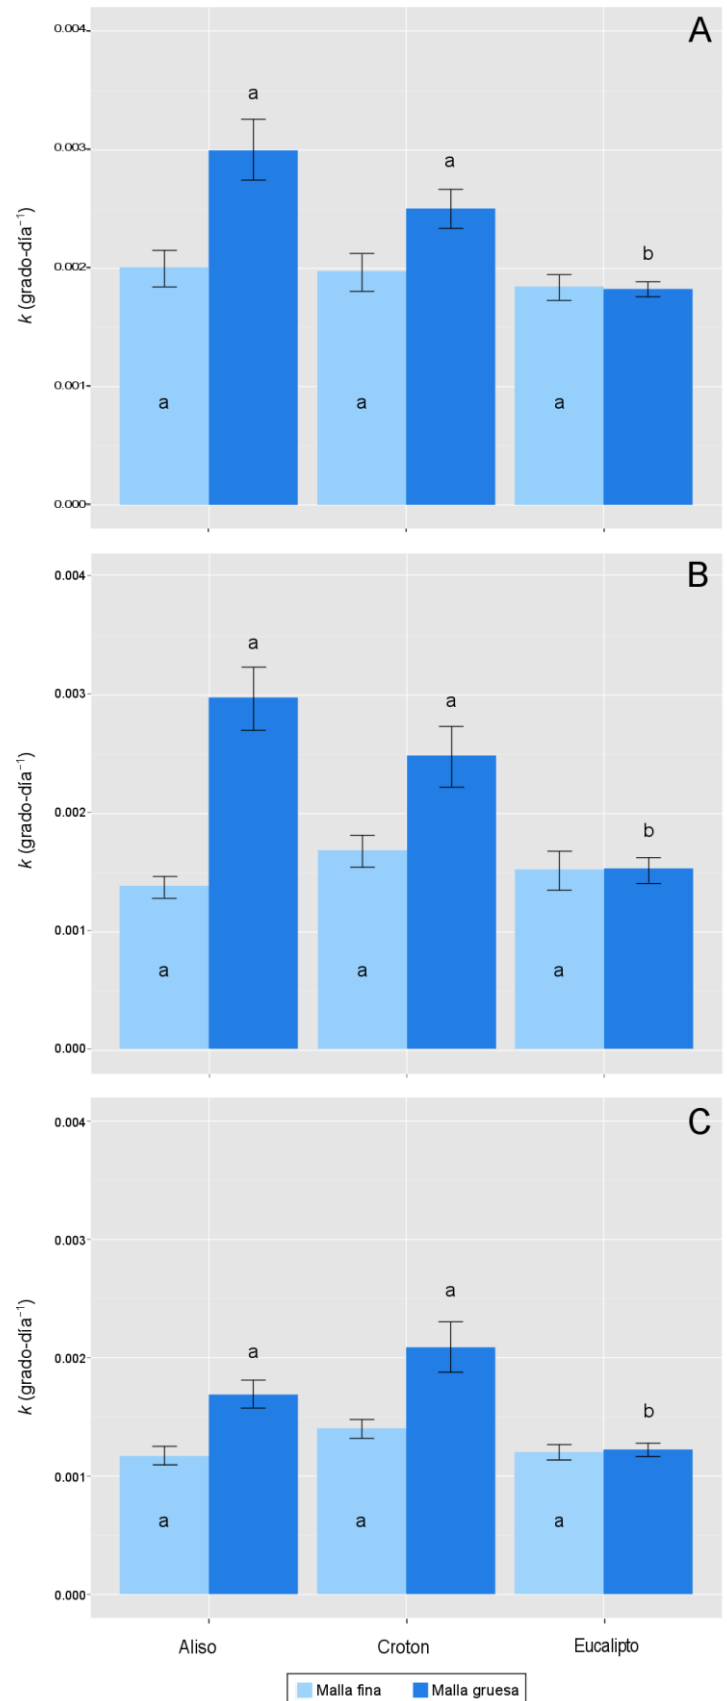 A
0.004
0.003
0.002
0.001
0.000
k (grado-día⁻¹)
a
a
b
a
a
a
B
0.004
0.003
0.002
0.001
0.000
k (grado-día⁻¹)
a
a
b
a
a
a
C
0.004
0.003
0.002
0.001
0.000
k (grado-día⁻¹)
a
a
b
a
a
a
Aliso Croton Eucalipto
Malla fina Malla gruesa